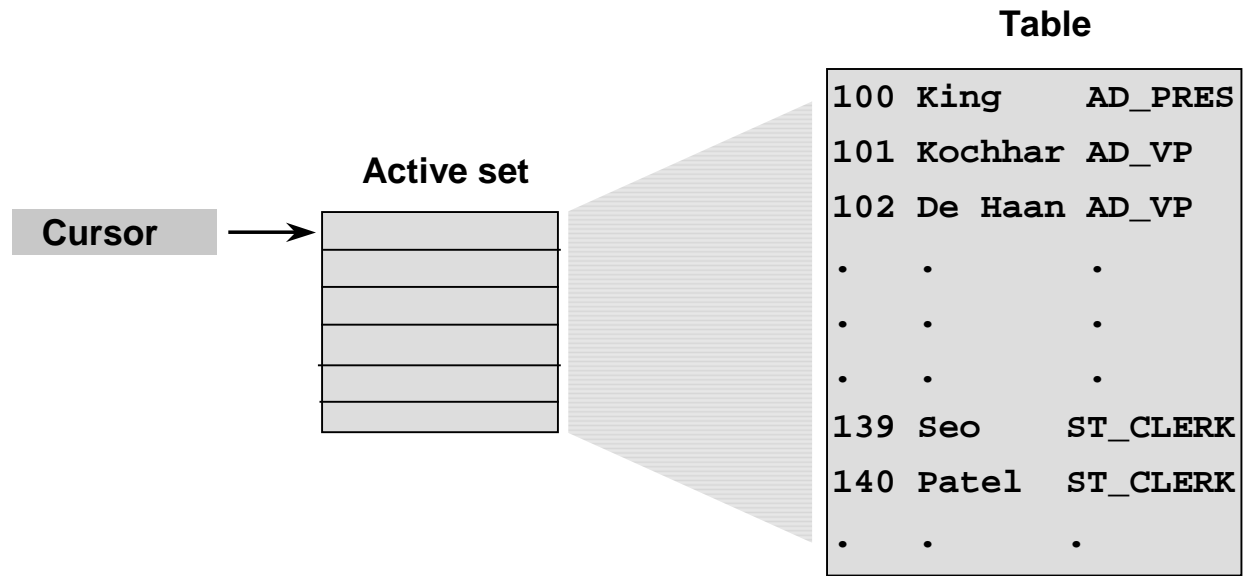 Table
Active set
Cursor
100 King AD_PRES
101 Kochhar AD_VP
102 De Haan AD_VP
. . .
. . .
. . .
139 Seo ST_CLERK
140 Patel ST_CLERK
. . .